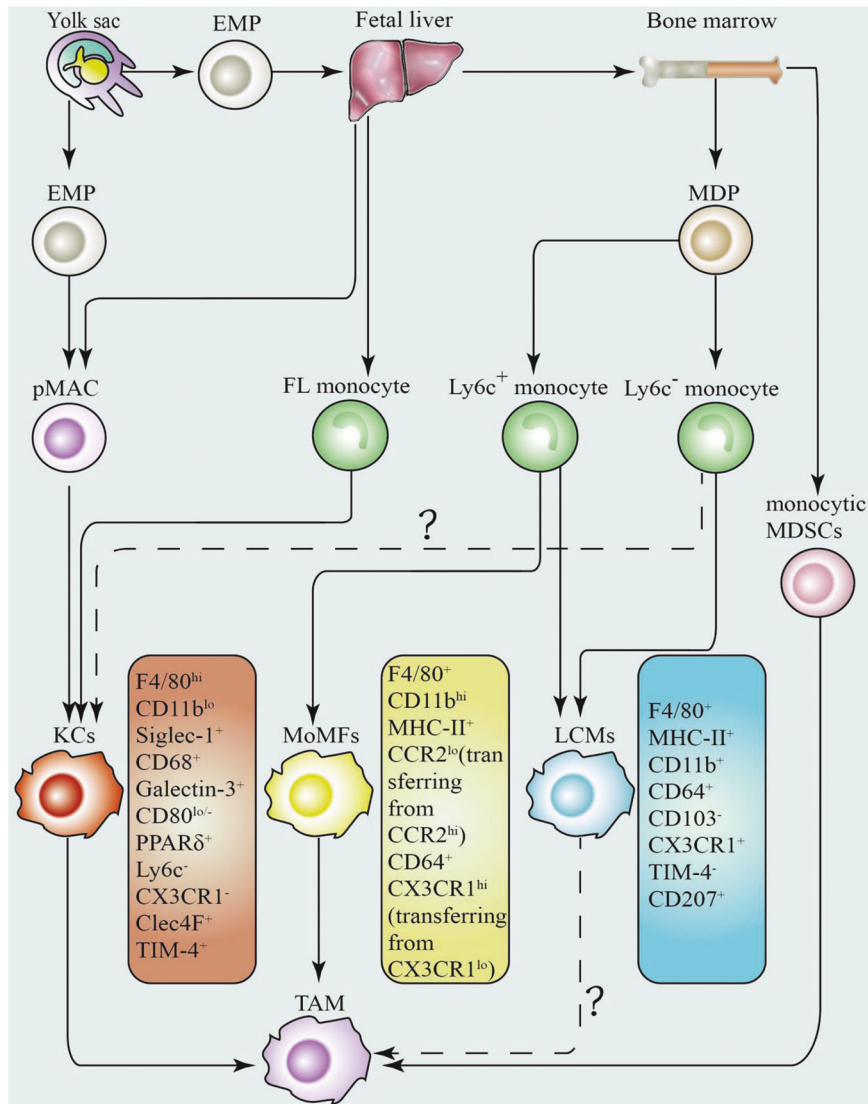 Yolk sac
EMP
Fetal liver
Bone marrow
EMP
MDP
pMAC
FL monocyte
Ly6c⁺ monocyte
Ly6c⁻ monocyte
monocytic
MDSCs
?
KCs
F4/80ʰⁱ
CD11bˡᵒ
Siglec-1⁺
CD68⁺
Galectin-3⁺
CD80ˡᵒ/⁻
PPARδ⁺
Ly6c⁻
CX3CR1⁻
Clec4F⁺
TIM-4⁺
MoMFs
F4/80⁺
CD11bʰⁱ
MHC-II⁺
CCR2ˡᵒ(tran
sferring
from
CCR2ʰⁱ)
CD64⁺
CX3CR1ʰⁱ
(transferring
from
CX3CR1ˡᵒ)
LCMs
F4/80⁺
MHC-II⁺
CD11b⁺
CD64⁺
CD103⁻
CX3CR1⁺
TIM-4⁻
CD207⁺
?
TAM